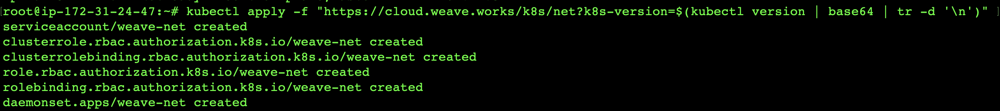 [root@ip-172-31-24-47:~# kubectl apply -f "https://cloud.weave.works/k8s/net?k8s-version=$(kubectl version | base64 | tr -d '\n')" ]
serviceaccount/weave-net created
clusterrole.rbac.authorization.k8s.io/weave-net created
clusterrolebinding.rbac.authorization.k8s.io/weave-net created
role.rbac.authorization.k8s.io/weave-net created
rolebinding.rbac.authorization.k8s.io/weave-net created
daemonset.apps/weave-net created